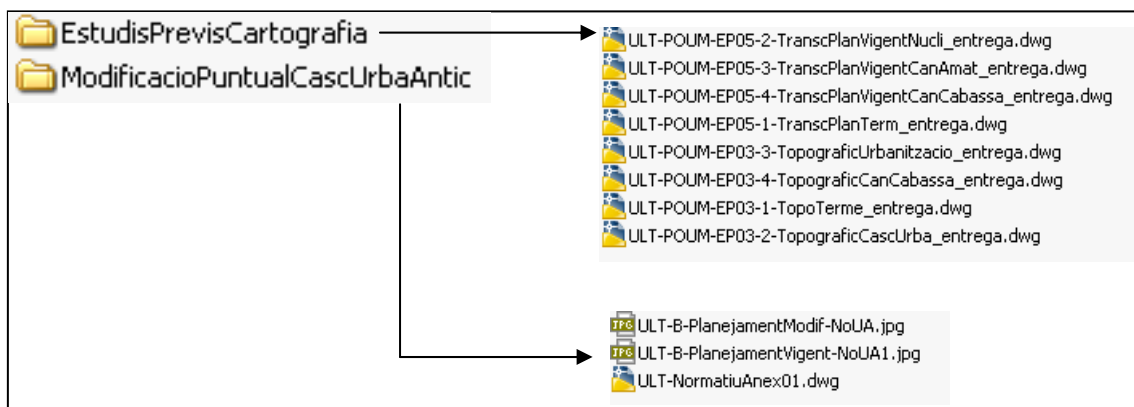 EstudisPrevisCartografia
ModificacioPuntualCascUrbaAntic
ULT-POUM-EP05-2-TranscPlanVigentNucli_entrega.dwg
ULT-POUM-EP05-3-TranscPlanVigentCanAmat_entrega.dwg
ULT-POUM-EP05-4-TranscPlanVigentCanCabassa_entrega.dwg
ULT-POUM-EP05-1-TranscPlanTerm_entrega.dwg
ULT-POUM-EP03-3-TopograficUrbanitzacio_entrega.dwg
ULT-POUM-EP03-4-TopograficCanCabassa_entrega.dwg
ULT-POUM-EP03-1-TopoTerme_entrega.dwg
ULT-POUM-EP03-2-TopograficCascUrba_entrega.dwg
JPG ULT-B-PlanejamentModif-NoUA.jpg
JPG ULT-B-PlanejamentVigent-NoUA1.jpg
ULT-NormatiuAnex01.dwg